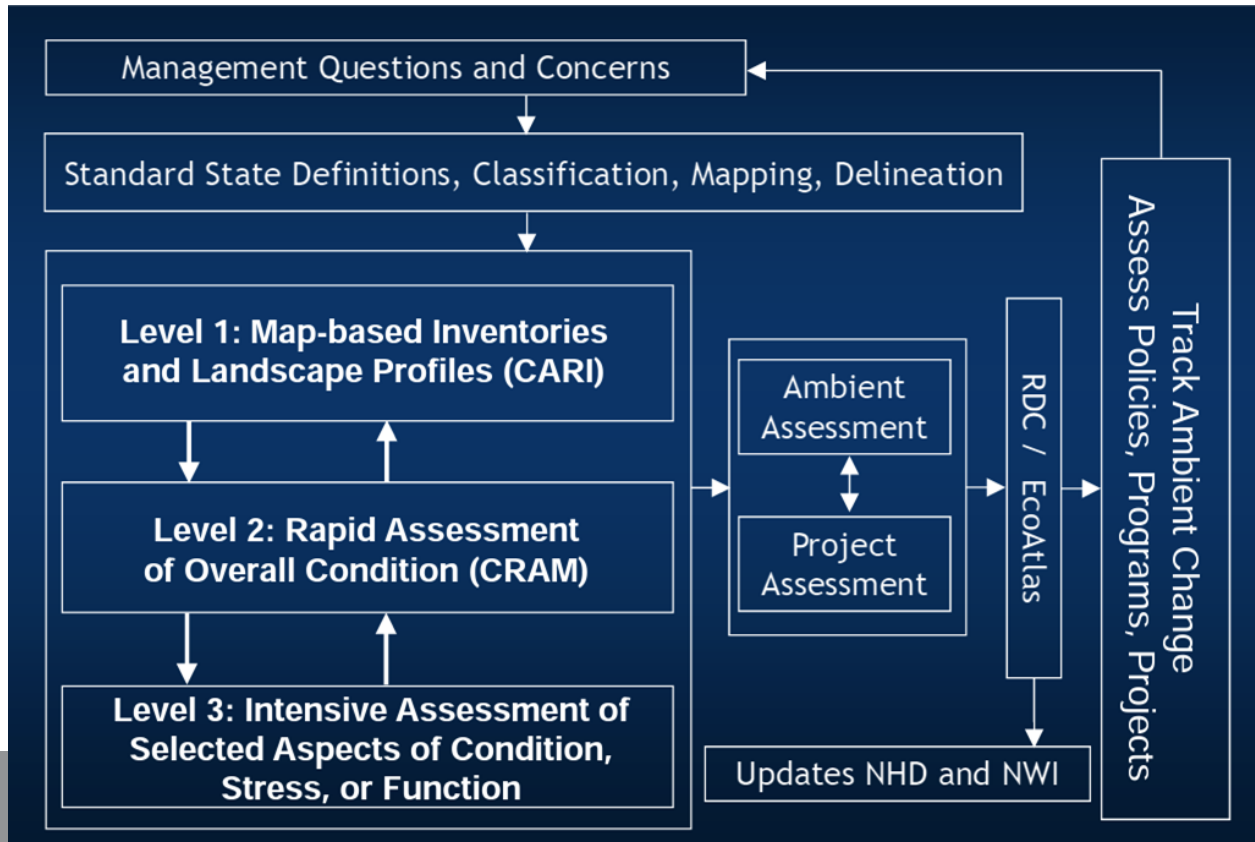 Management Questions and Concerns
Standard State Definitions, Classification, Mapping, Delineation
Level 1: Map-based Inventories
and Landscape Profiles (CARI)
Level 2: Rapid Assessment
of Overall Condition (CRAM)
Level 3: Intensive Assessment of
Selected Aspects of Condition,
Stress, or Function
Ambient
Assessment
Project
Assessment
RDC / EcoAtlas
Updates NHD and NWI
Track Ambient Change
Assess Policies, Programs, Projects